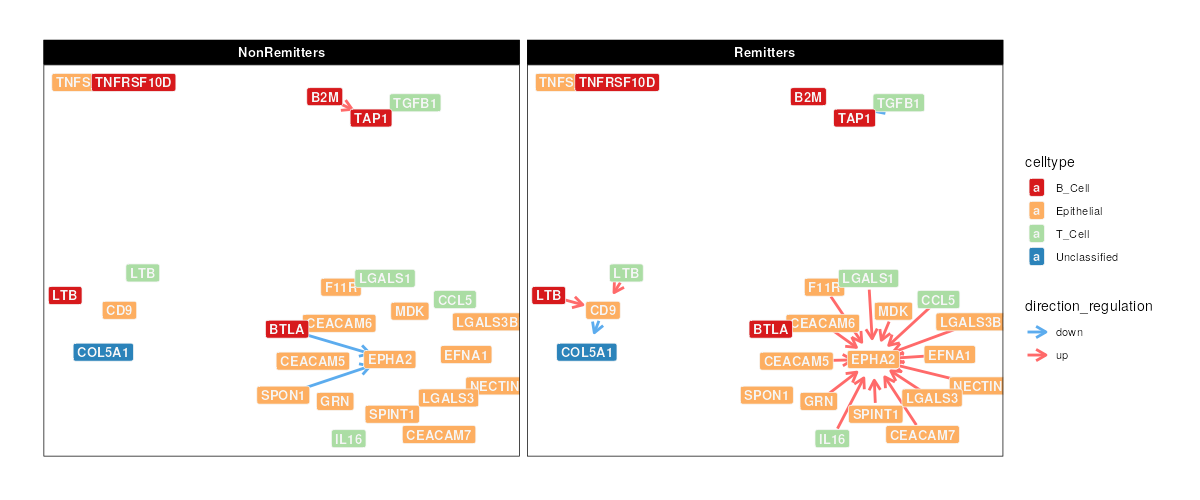 NonRemitters
TNFS TNFRSF10D
B2M
TGFB1
TAP1
LTB
LGALS1
F11R
LTB
CCL5
CD9
MDK
CEACAM6
LGALS3B
BTLA
COL5A1
EFNA1
EPHA2
CEACAM5
NECTIN
SPON1
LGALS3
GRN
SPINT1
CEACAM7
IL16
Remitters
TNFS TNFRSF10D
B2M
TGFB1
TAP1
LTB
LGALS1
F11R
LTB
CCL5
CD9
MDK
CEACAM6
LGALS3B
BTLA
COL5A1
EFNA1
EPHA2
CEACAM5
NECTIN
SPON1
LGALS3
GRN
SPINT1
CEACAM7
IL16
celltype
a B_Cell
a Epithelial
a T_Cell
a Unclassified
direction_regulation
down
up